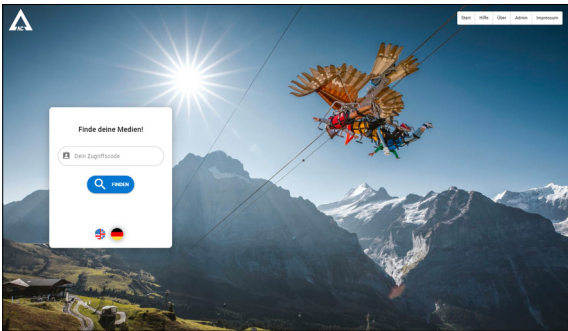 AC
Start Hilfe Über Admin Impressum
Finde deine Medien!
Dein Zugriffscode
FINDEN